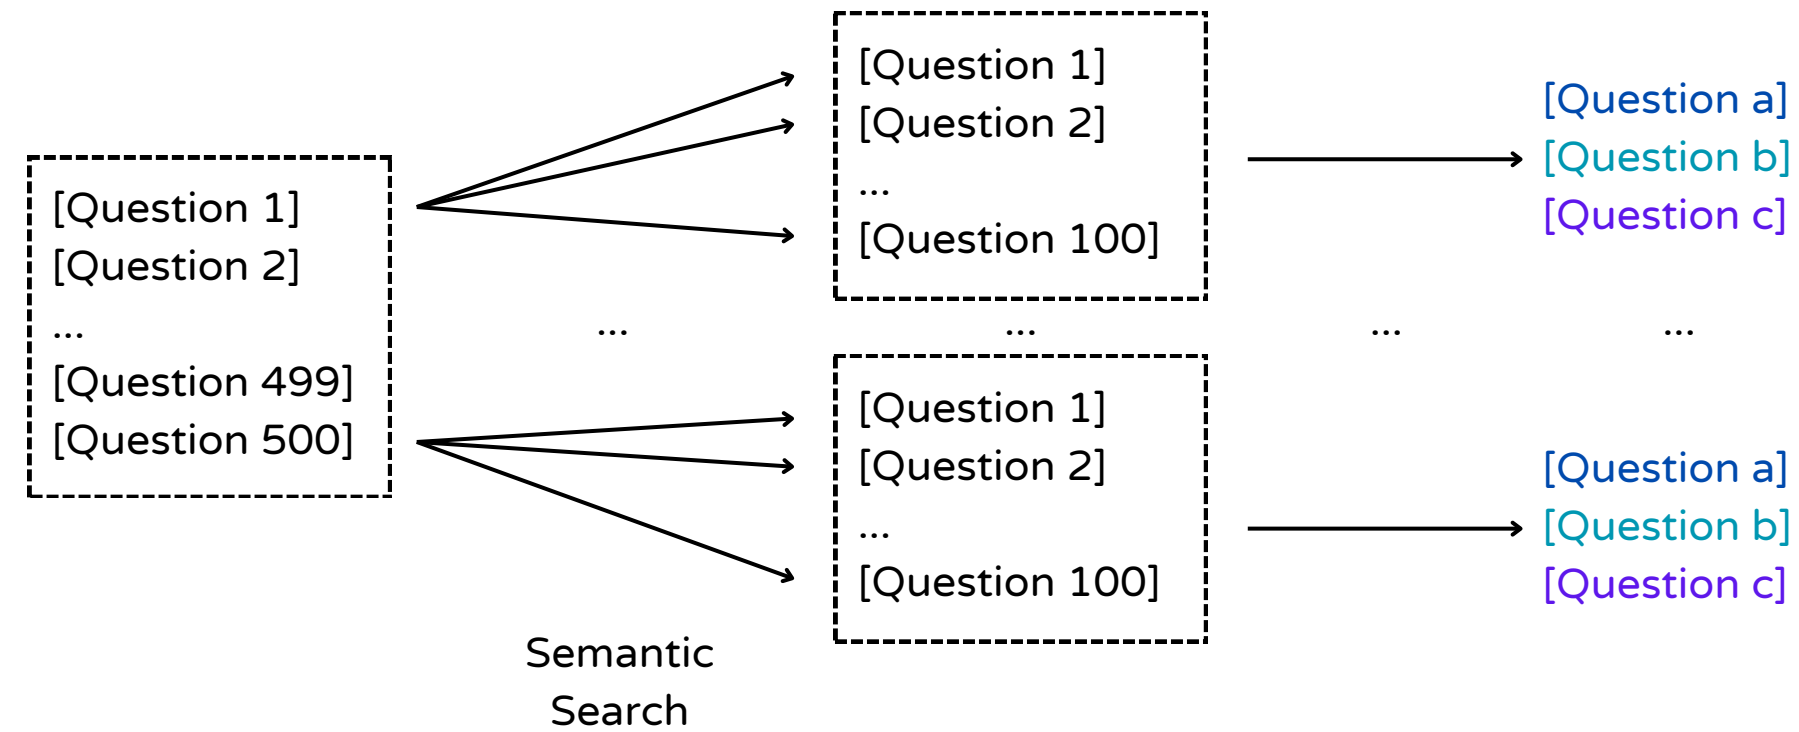 [Question 1]
[Question 2]
...
[Question 499]
[Question 500]
Semantic
Search
[Question 1]
[Question 2]
...
[Question 100]
[Question a]
[Question b]
[Question c]
... ... ... ...
[Question 1]
[Question 2]
...
[Question 100]
[Question a]
[Question b]
[Question c]